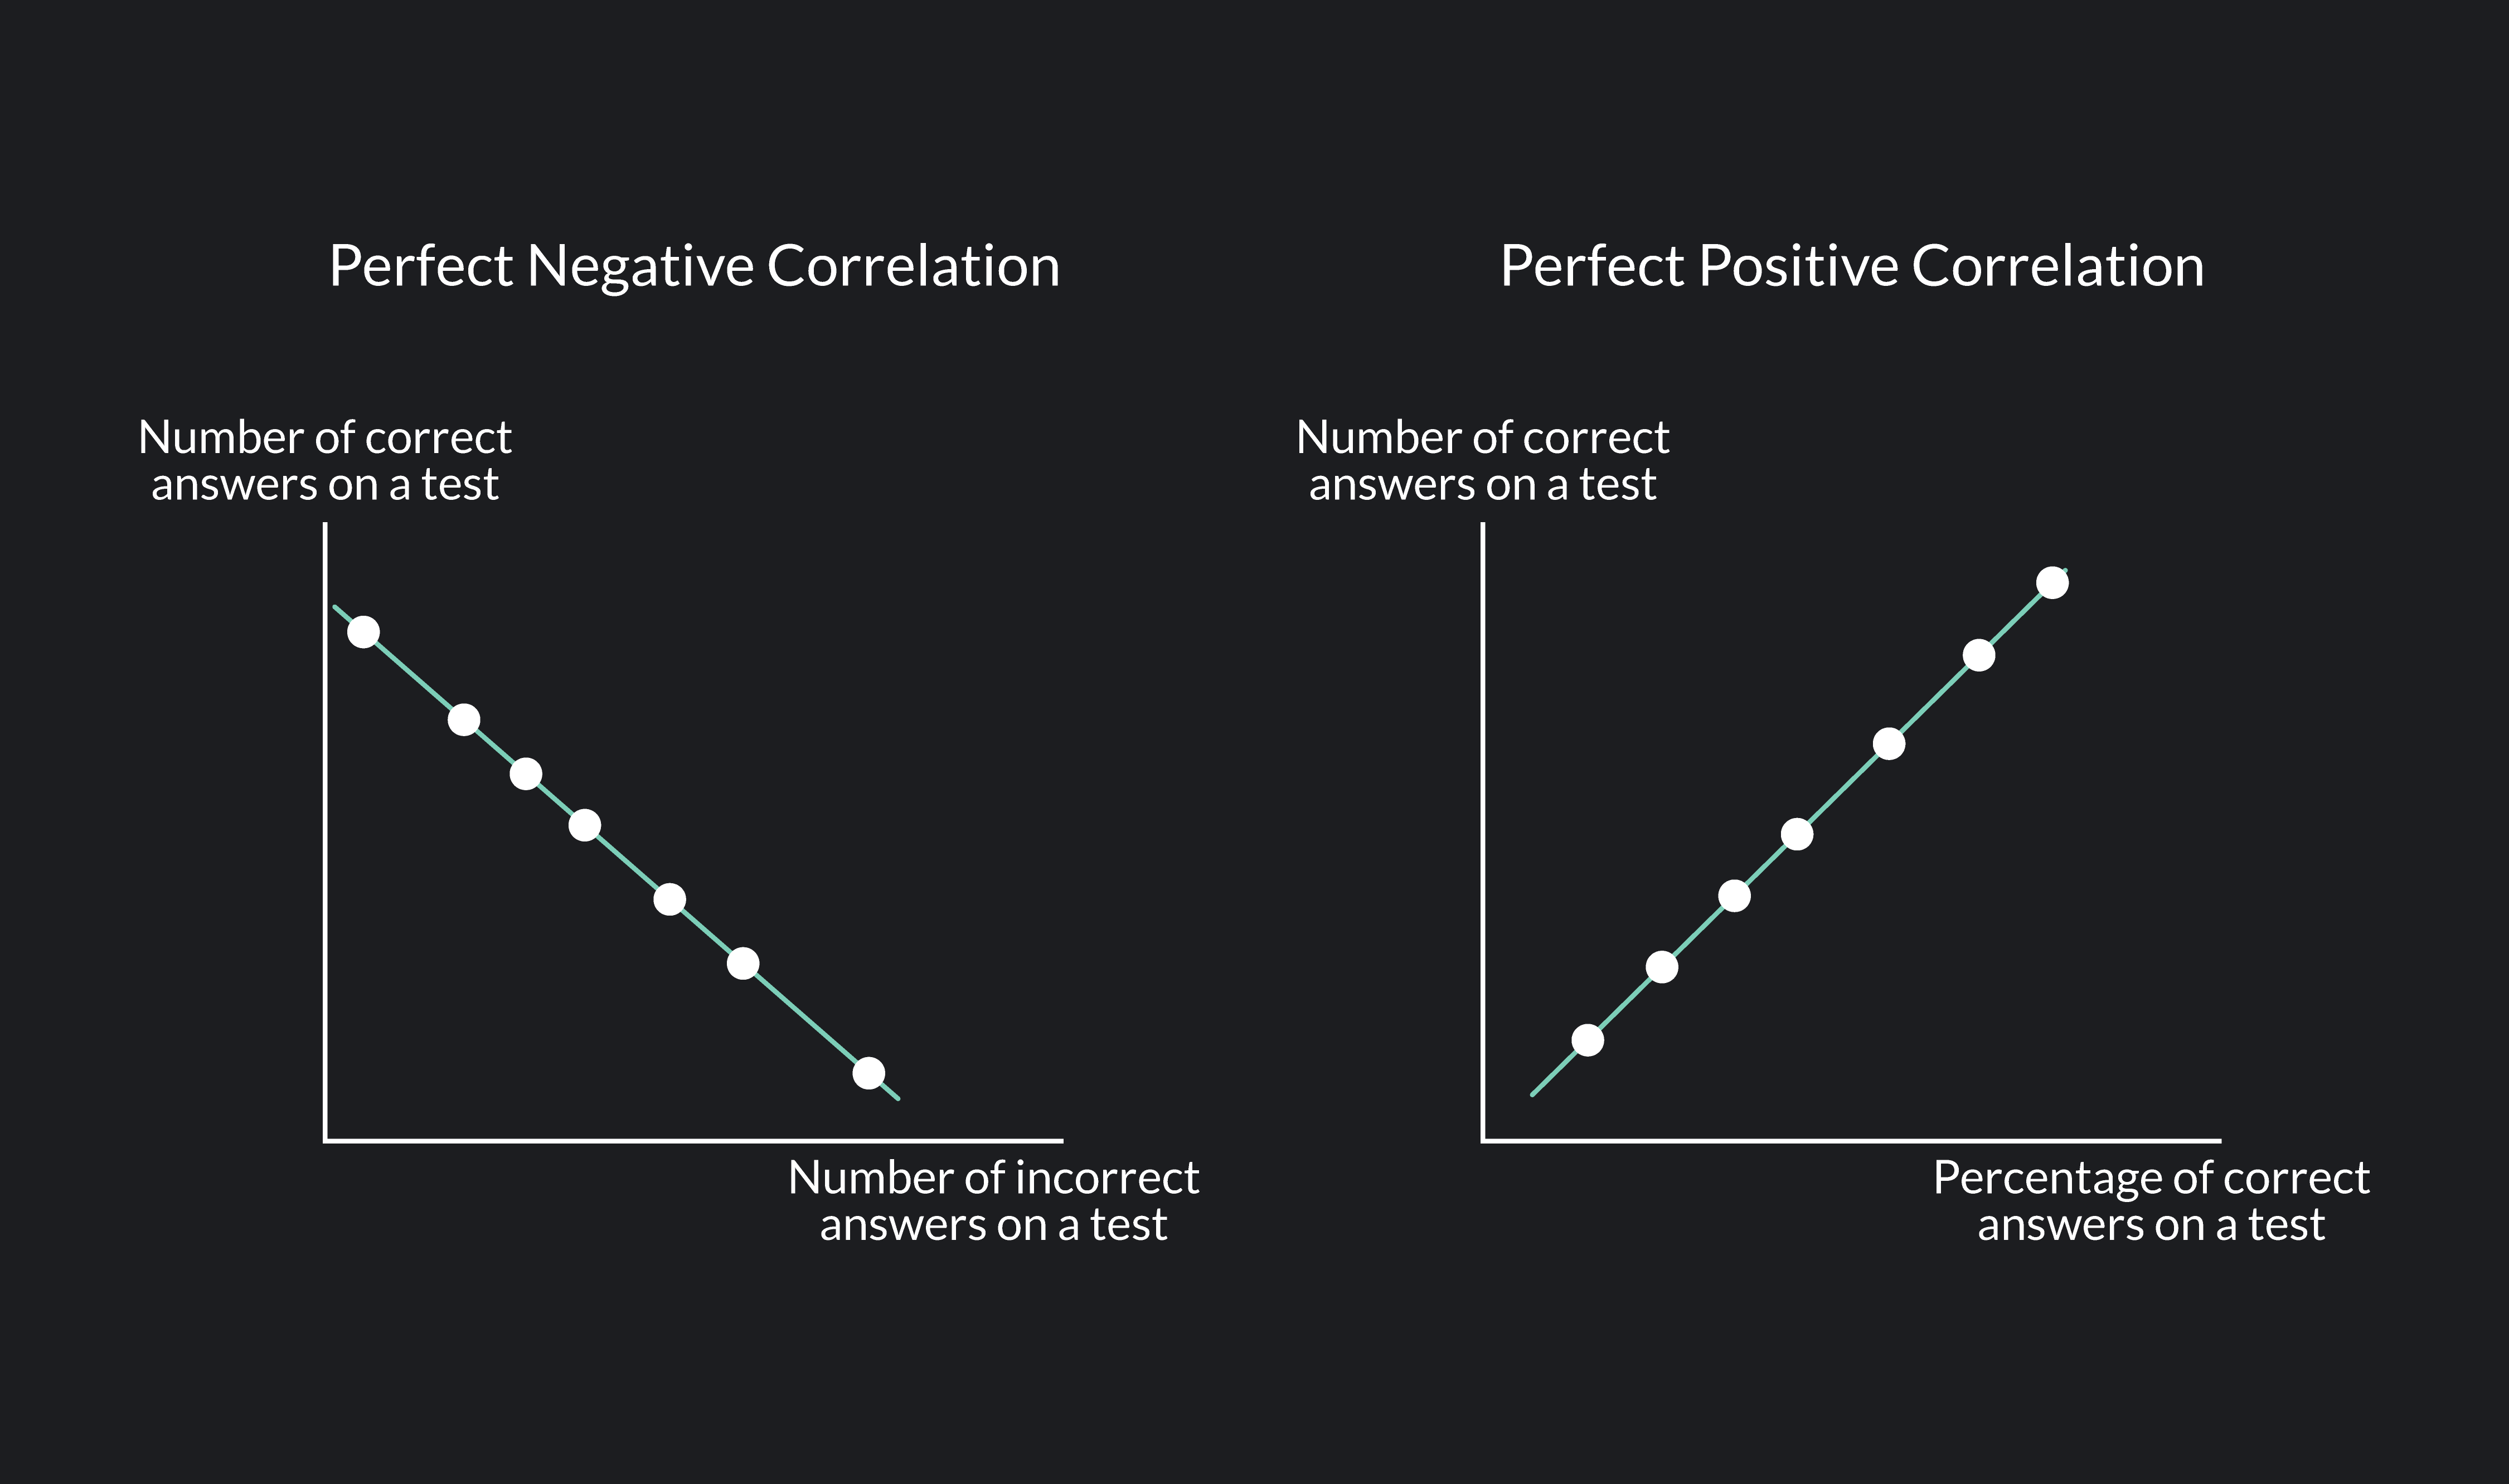 Perfect Negative Correlation
Number of correct
answers on a test
Number of incorrect
answers on a test
Perfect Positive Correlation
Number of correct
answers on a test
Percentage of correct
answers on a test